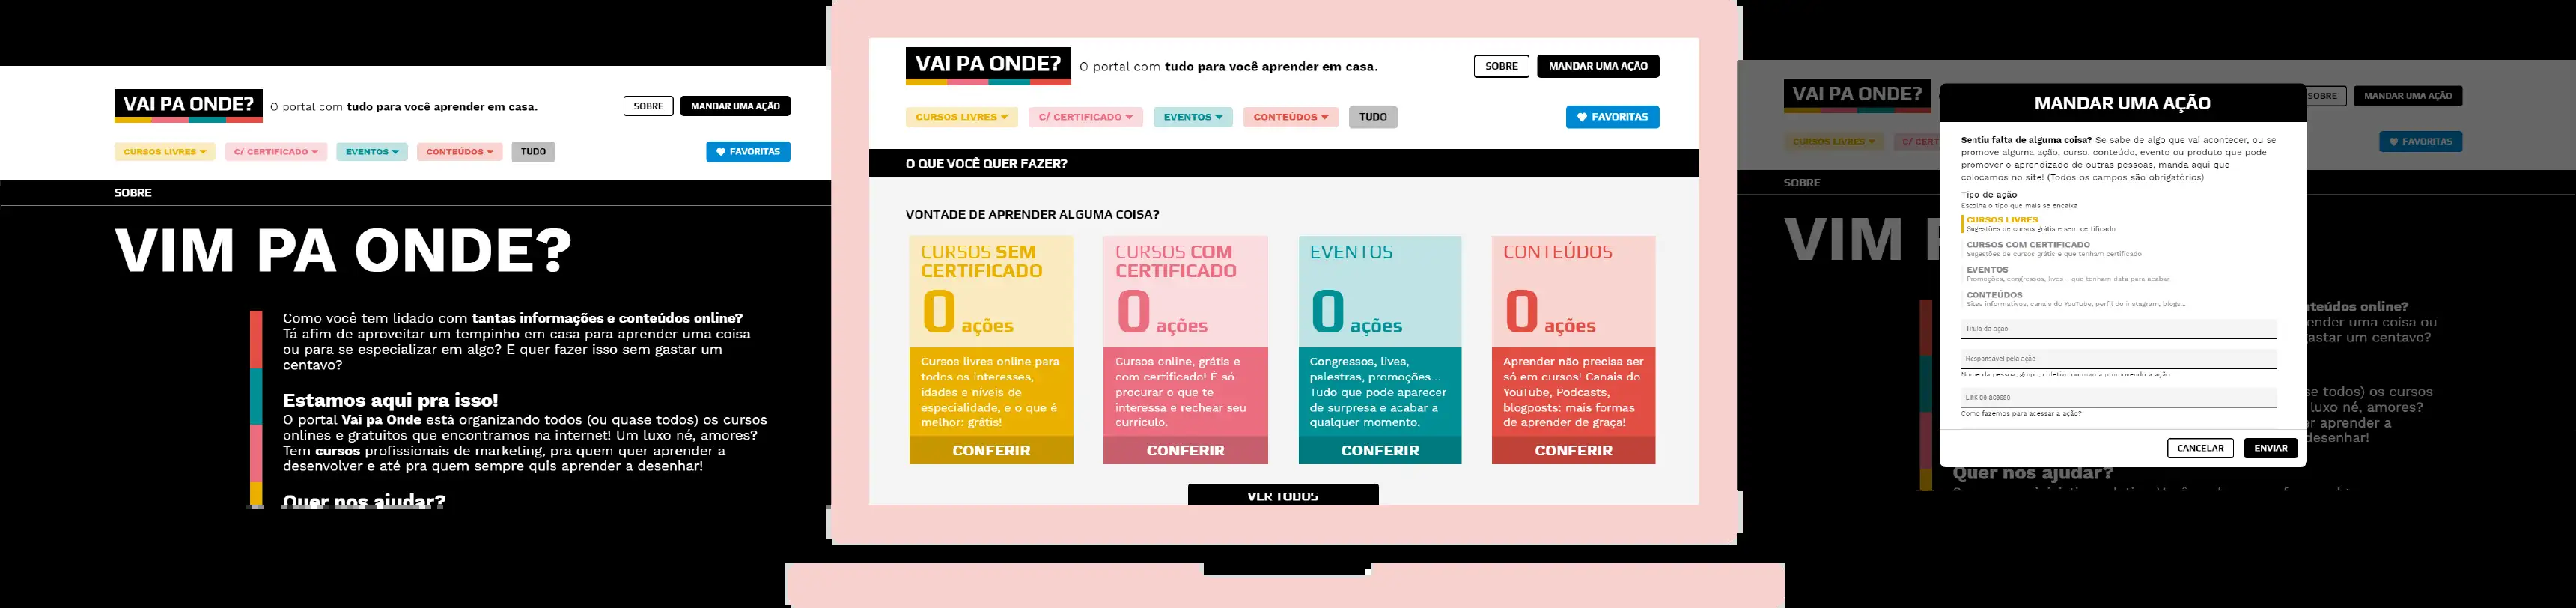 VAI PA ONDE?
O portal com tudo para você aprender em casa.
SOBRE
MANDAR UMA AÇÃO
CURSOS LIVRES
C/ CERTIFICADO
EVENTOS
CONTEÚDOS
TUDO
FAVORITAS
SOBRE
VIM PA ONDE?
Como você tem lidado com tantas informações e conteúdos online?
Tá afim de aproveitar um tempinho em casa para aprender uma coisa
ou para se especializar em algo? E quer fazer isso sem gastar um
centavo?
Estamos aqui pra isso!
O portal Vai pa Onde está organizando todos (ou quase todos) os cursos
onlines e gratuitos que encontramos na internet! Um luxo né, amores?
Tem cursos profissionais de marketing, pra quem quer aprender a
desenvolver e até pra quem sempre quis aprender a desenhar!
Quer nos ajudar?
VAI PA ONDE?
O portal com tudo para você aprender em casa.
SOBRE
MANDAR UMA AÇÃO
CURSOS LIVRES
C/ CERTIFICADO
EVENTOS
CONTEÚDOS
TUDO
FAVORITAS
O QUE VOCÊ QUER FAZER?
VONTADE DE APRENDER ALGUMA COISA?
CURSOS SEM
CERTIFICADO
0 ações
Cursos livres online para
todos os interesses,
idades e níveis de
especialidade, e o que é
melhor: grátis!
CONFERIR
CURSOS COM
CERTIFICADO
0 ações
Cursos online, grátis e
com certificado! É só
procurar o que te
interessa e rechear seu
currículo.
CONFERIR
EVENTOS
0 ações
Congressos, lives,
palestras, promoções...
Tudo que pode aparecer
de surpresa e acabar a
qualquer momento.
CONFERIR
CONTEÚDOS
0 ações
Aprender não precisa ser
só em cursos! Canais do
YouTube, Podcasts,
blogposts: mais formas
de aprender de graça!
CONFERIR
VER TODOS
VAI PA ONDE?
SOBRE
MANDAR UMA AÇÃO
CURSOS LIVRES
C/ CERT
FAVORITAS
SOBRE
VIM P
MANDAR UMA AÇÃO
Sentiu falta de alguma coisa? Se sabe de algo que vai acontecer, ou se
promove alguma ação, curso, conteúdo, evento ou produto que pode
promover o aprendizado de outras pessoas, manda aqui que
colocamos no site! (Todos os campos são obrigatórios)
Tipo de ação
Escolha o tipo que mais se encaixa
CURSOS LIVRES
Sugestões de cursos grátis e sem certificado
CURSOS COM CERTIFICADO
Sugestões de cursos grátis e que tenham certificado
EVENTOS
Promoções, congressos, lives – que tenham data para acabar
CONTEÚDOS
Sites informativos, canais do YouTube, perfil do Instagram, blogs...
Título da ação
Responsável pela ação
Nome da pessoa, grupo, coletivo ou marca promovendo a ação
Link de acesso
Como fazemos para acessar a ação?
CANCELAR
ENVIAR
nteúdos online?
ender uma coisa ou
astar um centavo?
se todos) os cursos
luxo né, amores?
er aprender a
desenhar!
Quer nos ajudar?